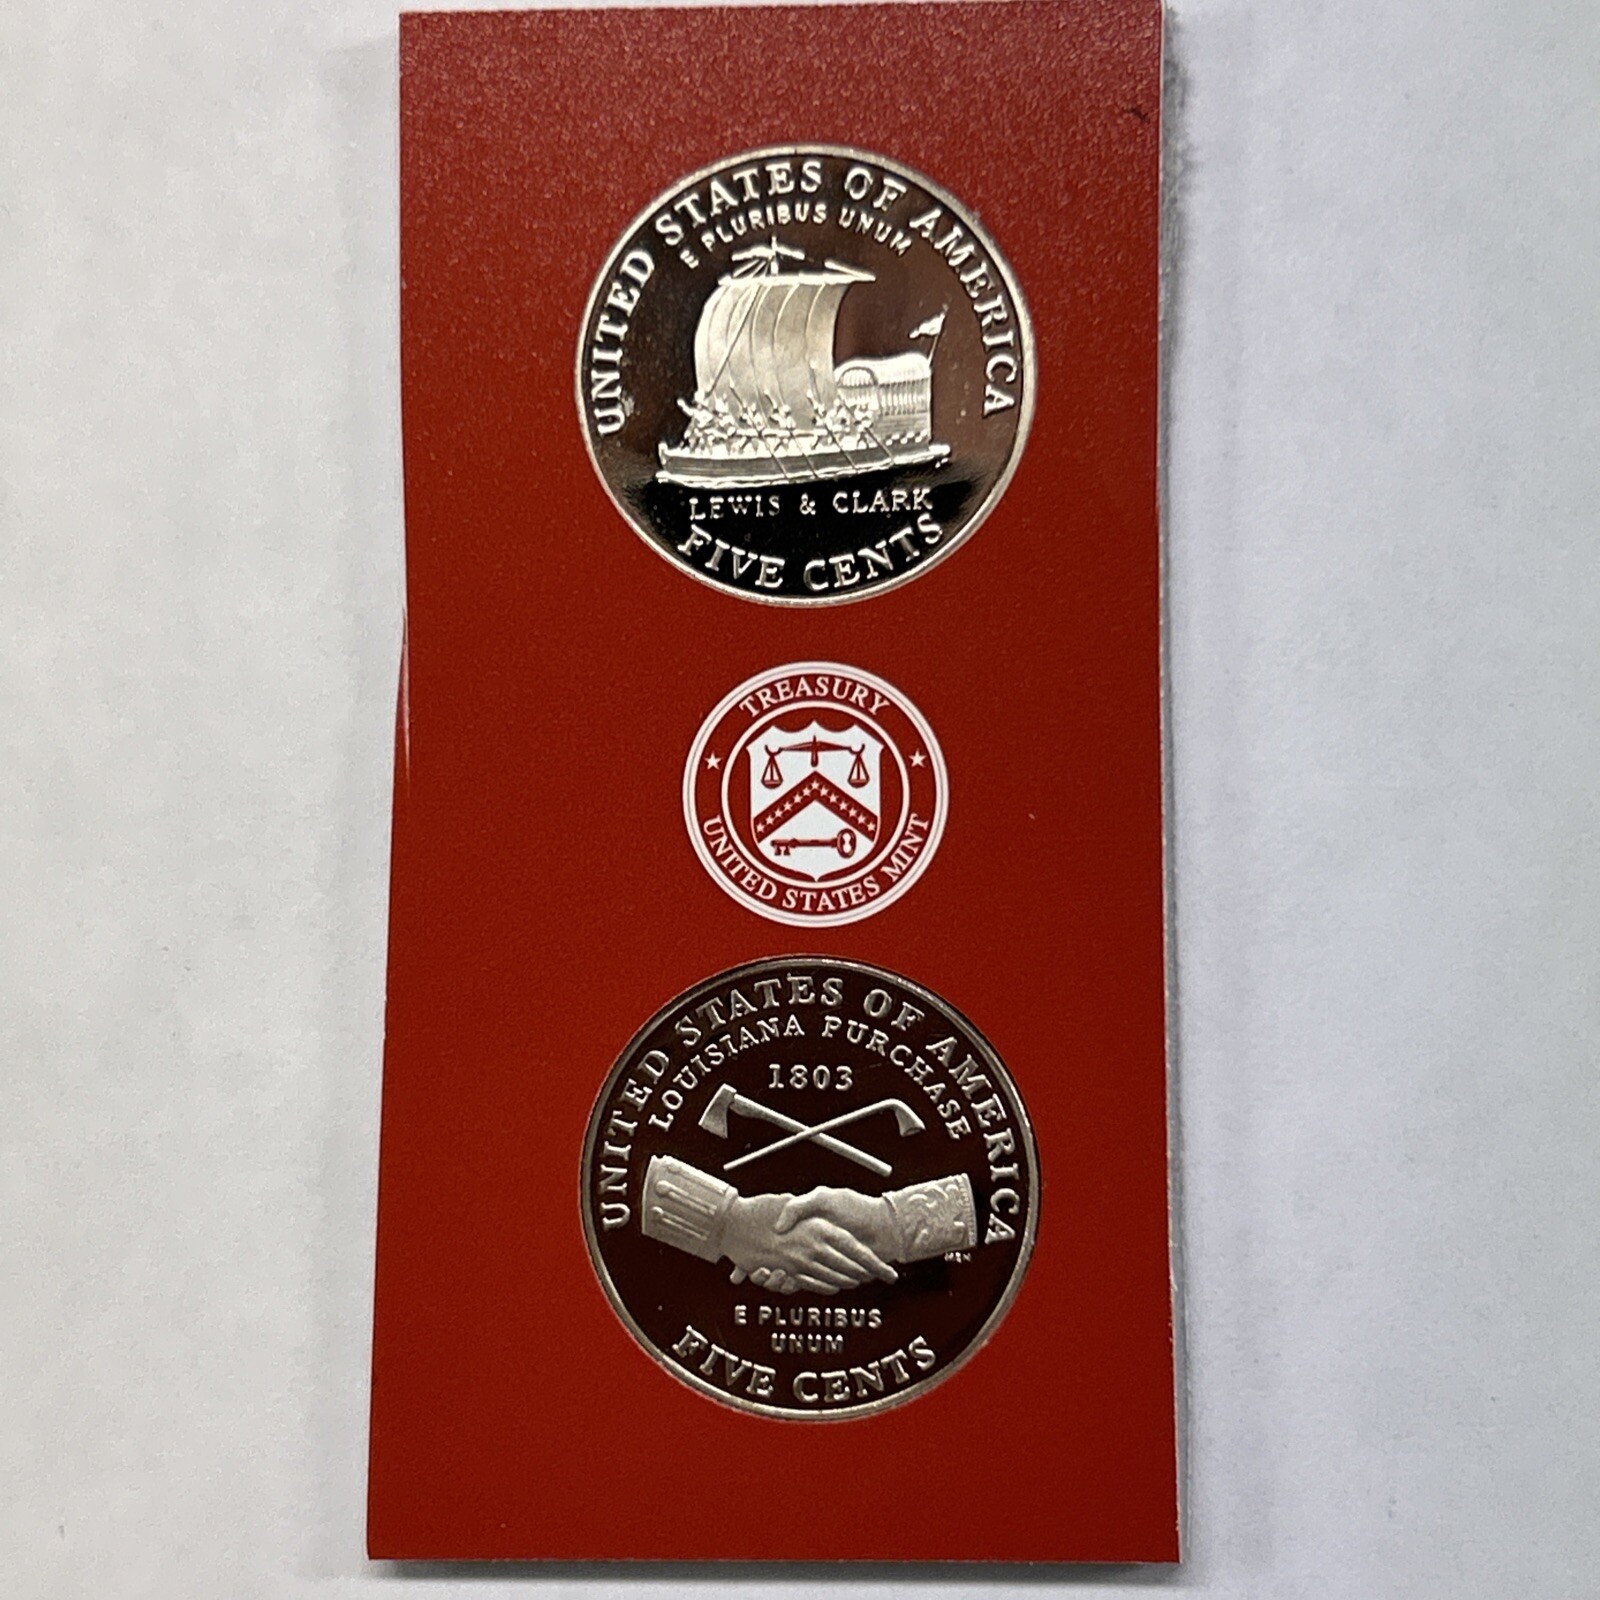 UNITED STATES OF AMERICA
E PLURIBUS UNUM
LEWIS & CLARK
FIVE CENTS
TREASURY
UNITED STATES MINT
UNITED STATES OF AMERICA
LOUISIANA PURCHASE
1803
E PLURIBUS
UNUM
FIVE CENTS